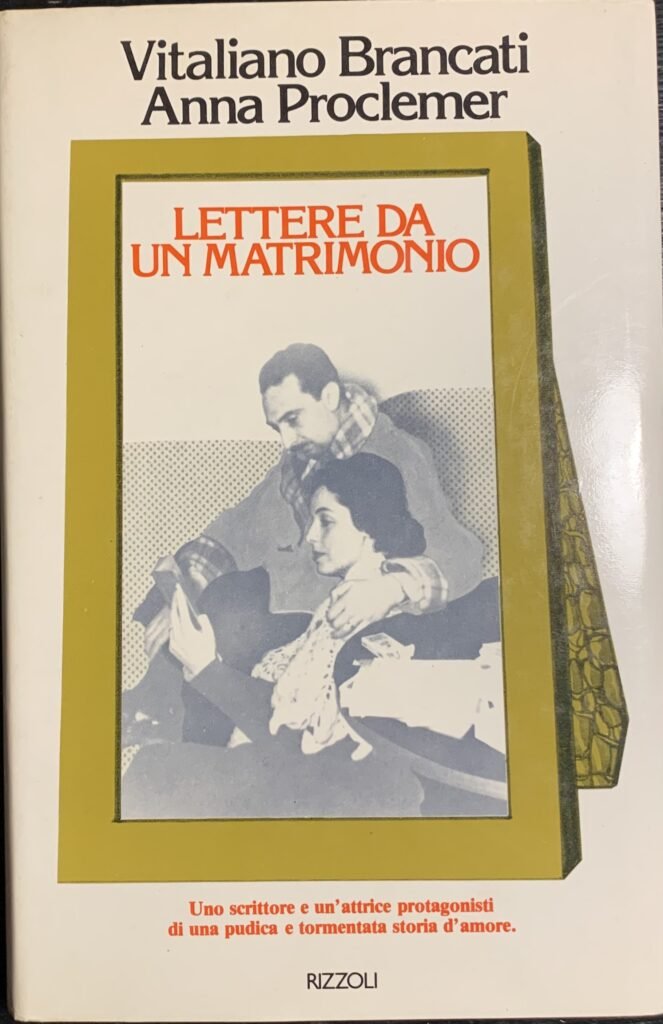 Vitaliano Brancati
Anna Proclemer
LETTERE DA
UN MATRIMONIO
Uno scrittore e un'attrice protagonisti
di una pudica e tormentata storia d'amore.
RIZZOLI